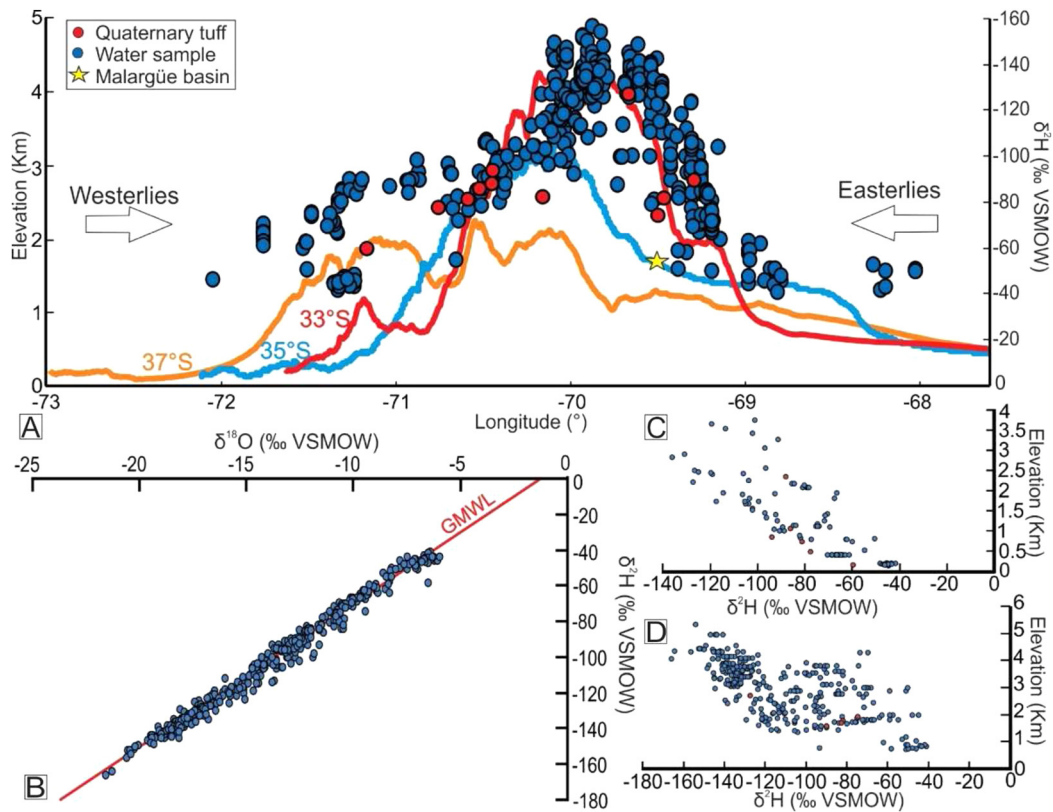 5
4
3
2
1
0
Elevation (Km)
Quaternary tuff
Water sample
Malargüe basin
Westerlies
Easterlies
37°S
35°S
33°S
-160
-140
-120
-100
-80
-60
-40
-20
0
δ²H (‰ VSMOW)
-73 -72 -71 -70 -69 -68
Longitude (°)
A
δ¹⁸O (‰ VSMOW)
-25 -20 -15 -10 -5 0
GMWL
0
-20
-40
-60
-80
-100
-120
-140
-160
-180
δ²H (‰ VSMOW)
B
C
4
3.5
3
2.5
2
1.5
1
0.5
0
Elevation (Km)
-140 -120 -100 -80 -60 -40 -20 0
δ²H (‰ VSMOW)
D
6
5
4
3
2
1
0
Elevation (Km)
-180 -160 -140 -120 -100 -80 -60 -40 -20 0
δ²H (‰ VSMOW)